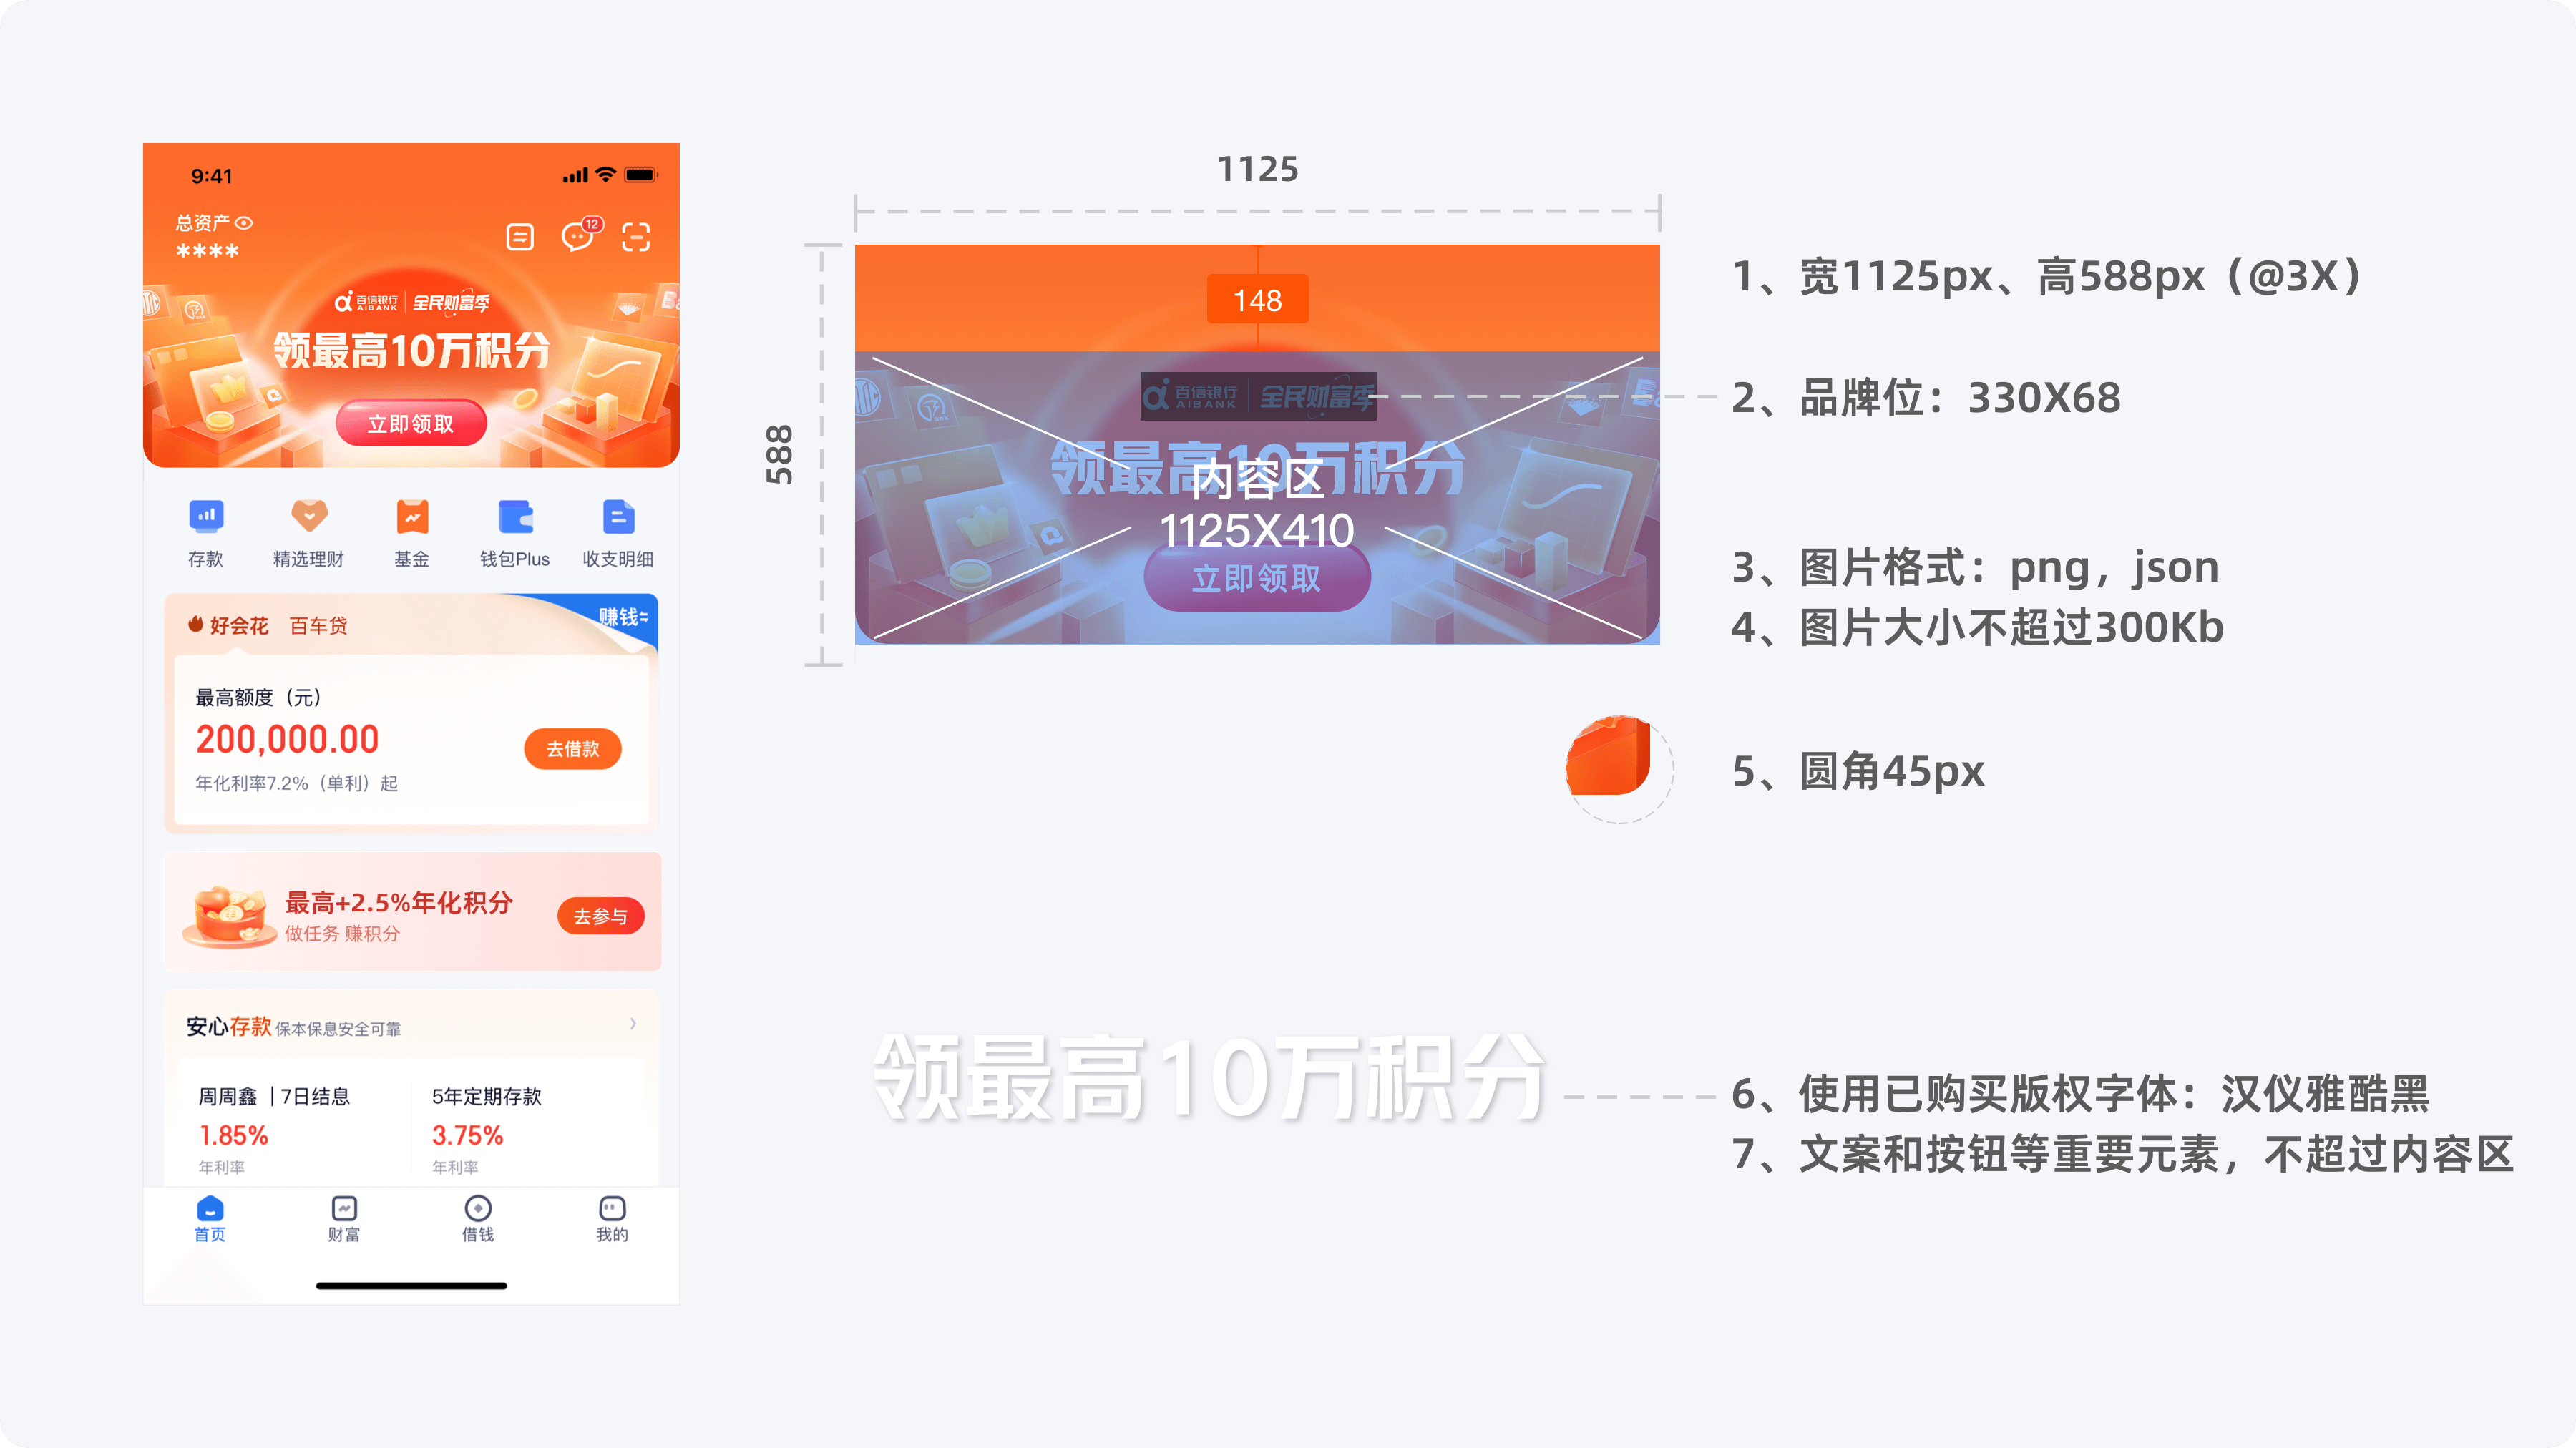 9:41
总资产
****
12
百信银行
AIBANK
全民财富季
领最高10万积分
立即领取
存款
精选理财
基金
钱包Plus
收支明细
好会花 百车贷
赚钱
最高额度（元）
200,000.00
去借款
年化利率7.2%（单利）起
最高+2.5%年化积分
做任务 赚积分
去参与
安心存款 保本保息安全可靠
周周鑫 | 7日结息
1.85%
年利率
5年定期存款
3.75%
年利率
首页
财富
借钱
我的
1125
588
148
百信银行
AIBANK
全民财富季
领最高10万积分
内容区
1125X410
立即领取
1、宽1125px、高588px（@3X）
2、品牌位：330X68
3、图片格式：png，json
4、图片大小不超过300Kb
5、圆角45px
领最高10万积分
6、使用已购买版权字体：汉仪雅酷黑
7、文案和按钮等重要元素，不超过内容区